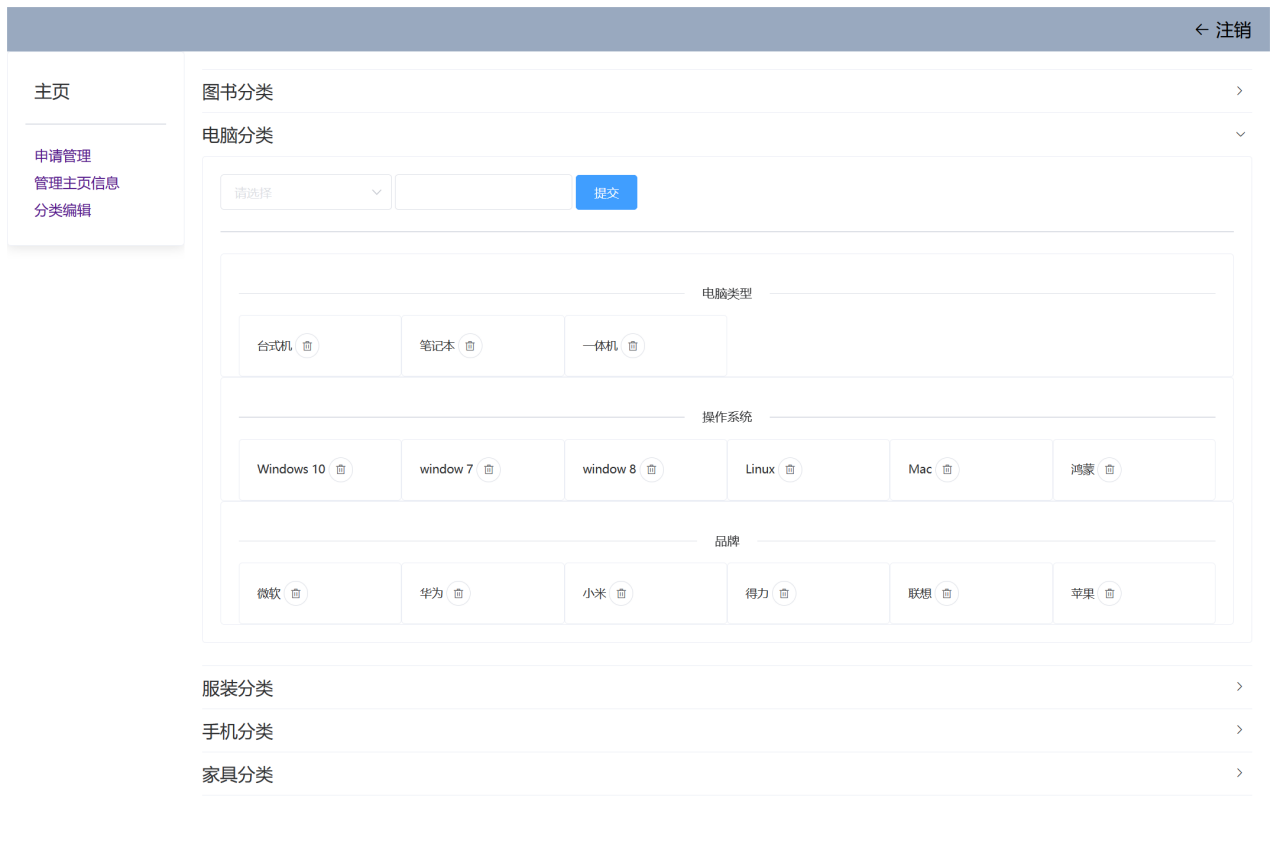 注销
主页
申请管理
管理主页信息
分类编辑
图书分类
电脑分类
请选择
提交
电脑类型
台式机 笔记本 一体机
操作系统
Windows 10 window 7 window 8 Linux Mac 鸿蒙
品牌
微软 华为 小米 得力 联想 苹果
服装分类
手机分类
家具分类